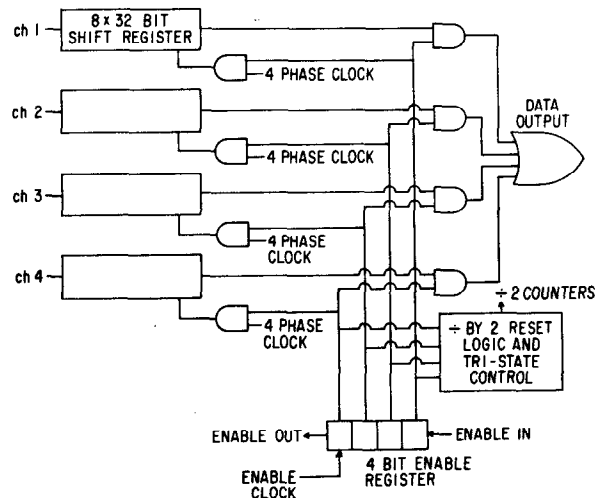 ch 1
8 x 32 BIT
SHIFT REGISTER
4 PHASE CLOCK
ch 2
4 PHASE CLOCK
DATA
OUTPUT
ch 3
4 PHASE
CLOCK
ch 4
4 PHASE
CLOCK
÷ 2 COUNTERS
÷ BY 2 RESET
LOGIC AND
TRI-STATE
CONTROL
ENABLE OUT
ENABLE IN
ENABLE
CLOCK
4 BIT ENABLE
REGISTER